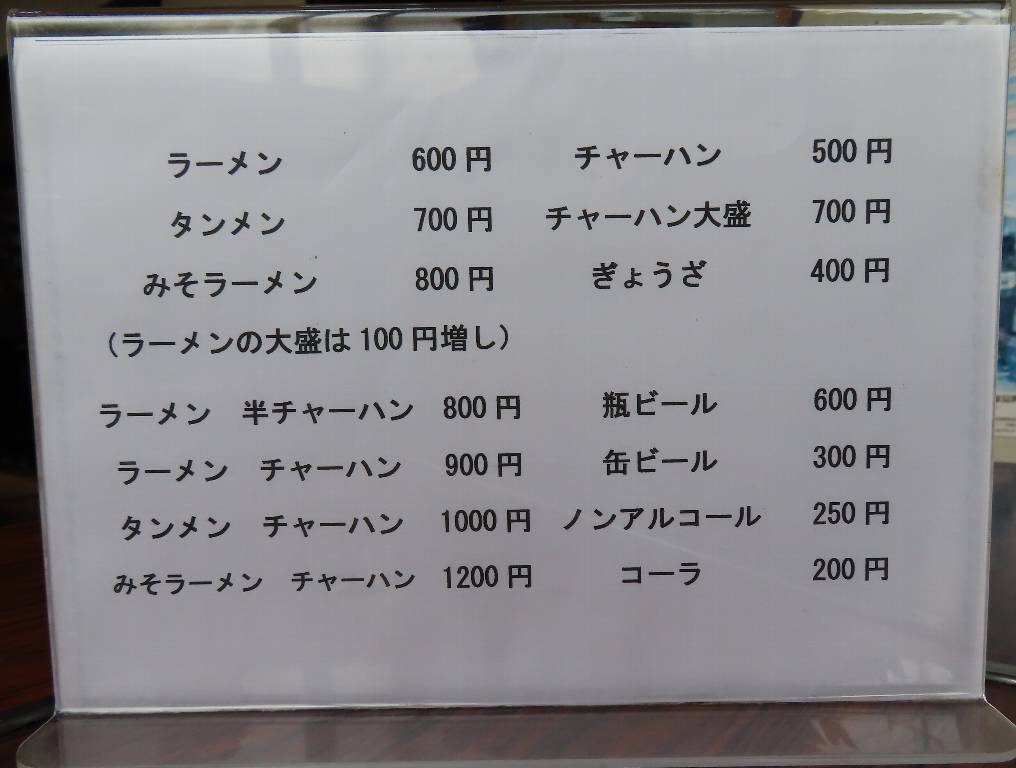 ラーメン 600円 チャーハン 500円
タンメン 700円 チャーハン大盛 700円
みそラーメン 800円 ぎょうざ 400円
（ラーメンの大盛は100円増し）
ラーメン 半チャーハン 800円 瓶ビール 600円
ラーメン チャーハン 900円 缶ビール 300円
タンメン チャーハン 1000円 ノンアルコール 250円
みそラーメン チャーハン 1200円 コーラ 200円